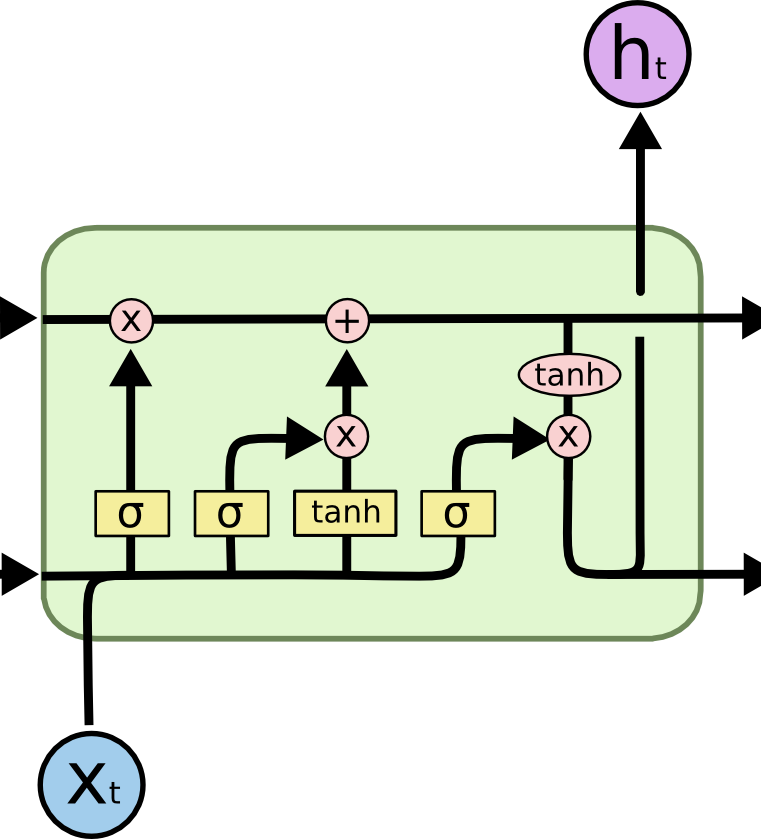 ht
x +
tanh
x x
σ σ tanh σ
xt